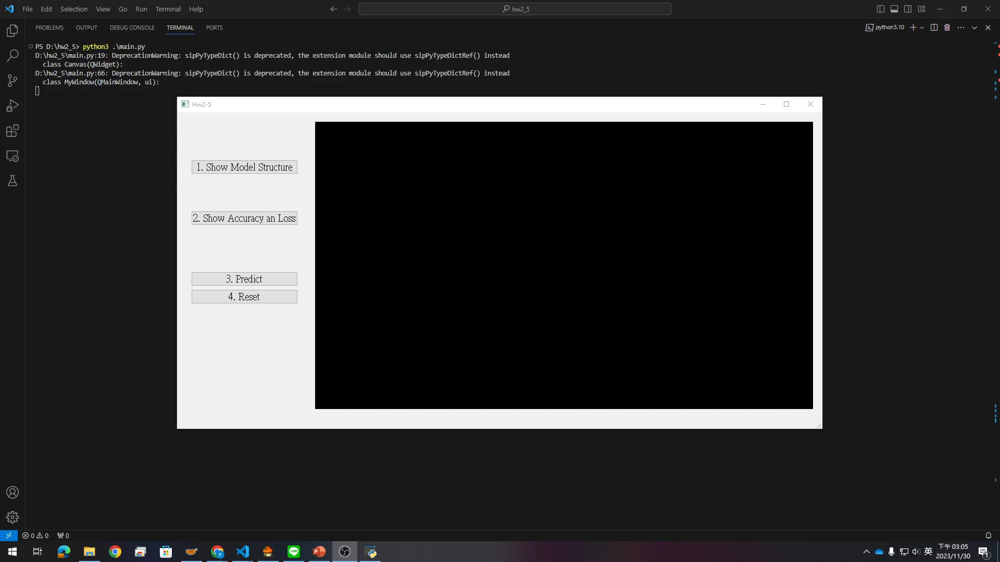 File Edit Selection View Go Run Terminal Help
hw2_5
PROBLEMS OUTPUT DEBUG CONSOLE TERMINAL PORTS
python3.10
PS D:\hw2_5> python3 .\main.py
D:\hw2_5\main.py:19: DeprecationWarning: sipPyTypeDict() is deprecated, the extension module should use sipPyTypeDictRef() instead
class Canvas(QWidget):
D:\hw2_5\main.py:66: DeprecationWarning: sipPyTypeDict() is deprecated, the extension module should use sipPyTypeDictRef() instead
class MyWindow(QMainWindow, ui):
Hw2-5
1. Show Model Structure
2. Show Accuracy an Loss
3. Predict
4. Reset
0 0 0
英
下午 03:05
2023/11/30
1